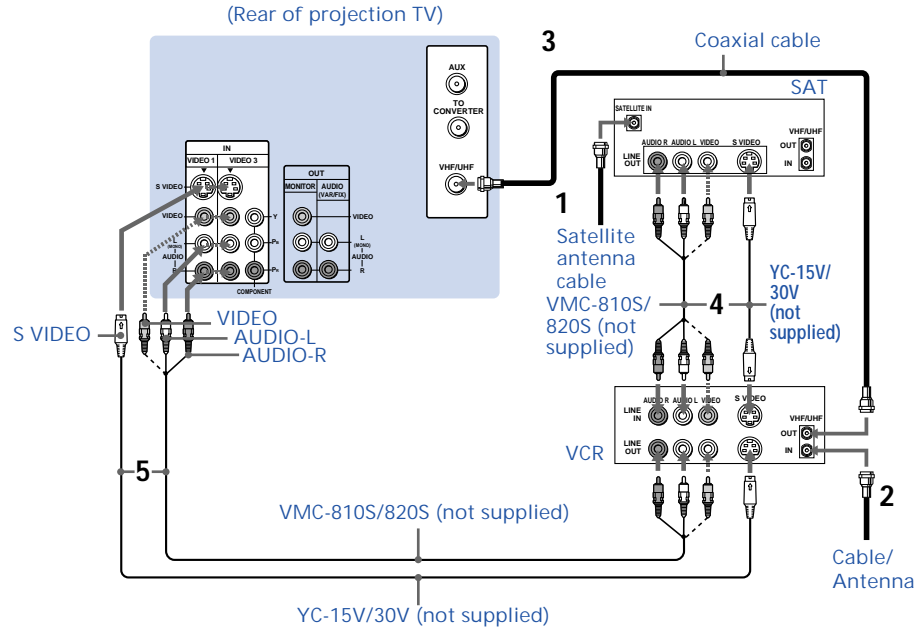 (Rear of projection TV)
3
Coaxial cable
AUX
TO
CONVERTER
VHF/UHF
SAT
SATELLITE IN
AUDIO R AUDIO L VIDEO
S VIDEO
LINE
OUT
VHF/UHF
OUT
IN
IN
VIDEO 1
VIDEO 3
S VIDEO
VIDEO
L
(MONO)
AUDIO
R
Y
PB
PR
COMPONENT
OUT
MONITOR
AUDIO
(VAR/FIX)
VIDEO
L
(MONO)
AUDIO
R
1
Satellite
antenna
cable
VMC-810S/
820S (not
supplied)
4
YC-15V/
30V
(not
supplied)
S VIDEO
VIDEO
AUDIO-L
AUDIO-R
VCR
AUDIO R AUDIO L VIDEO
S VIDEO
LINE
IN
LINE
OUT
VHF/UHF
OUT
IN
5
2
VMC-810S/820S (not supplied)
Cable/
Antenna
YC-15V/30V (not supplied)